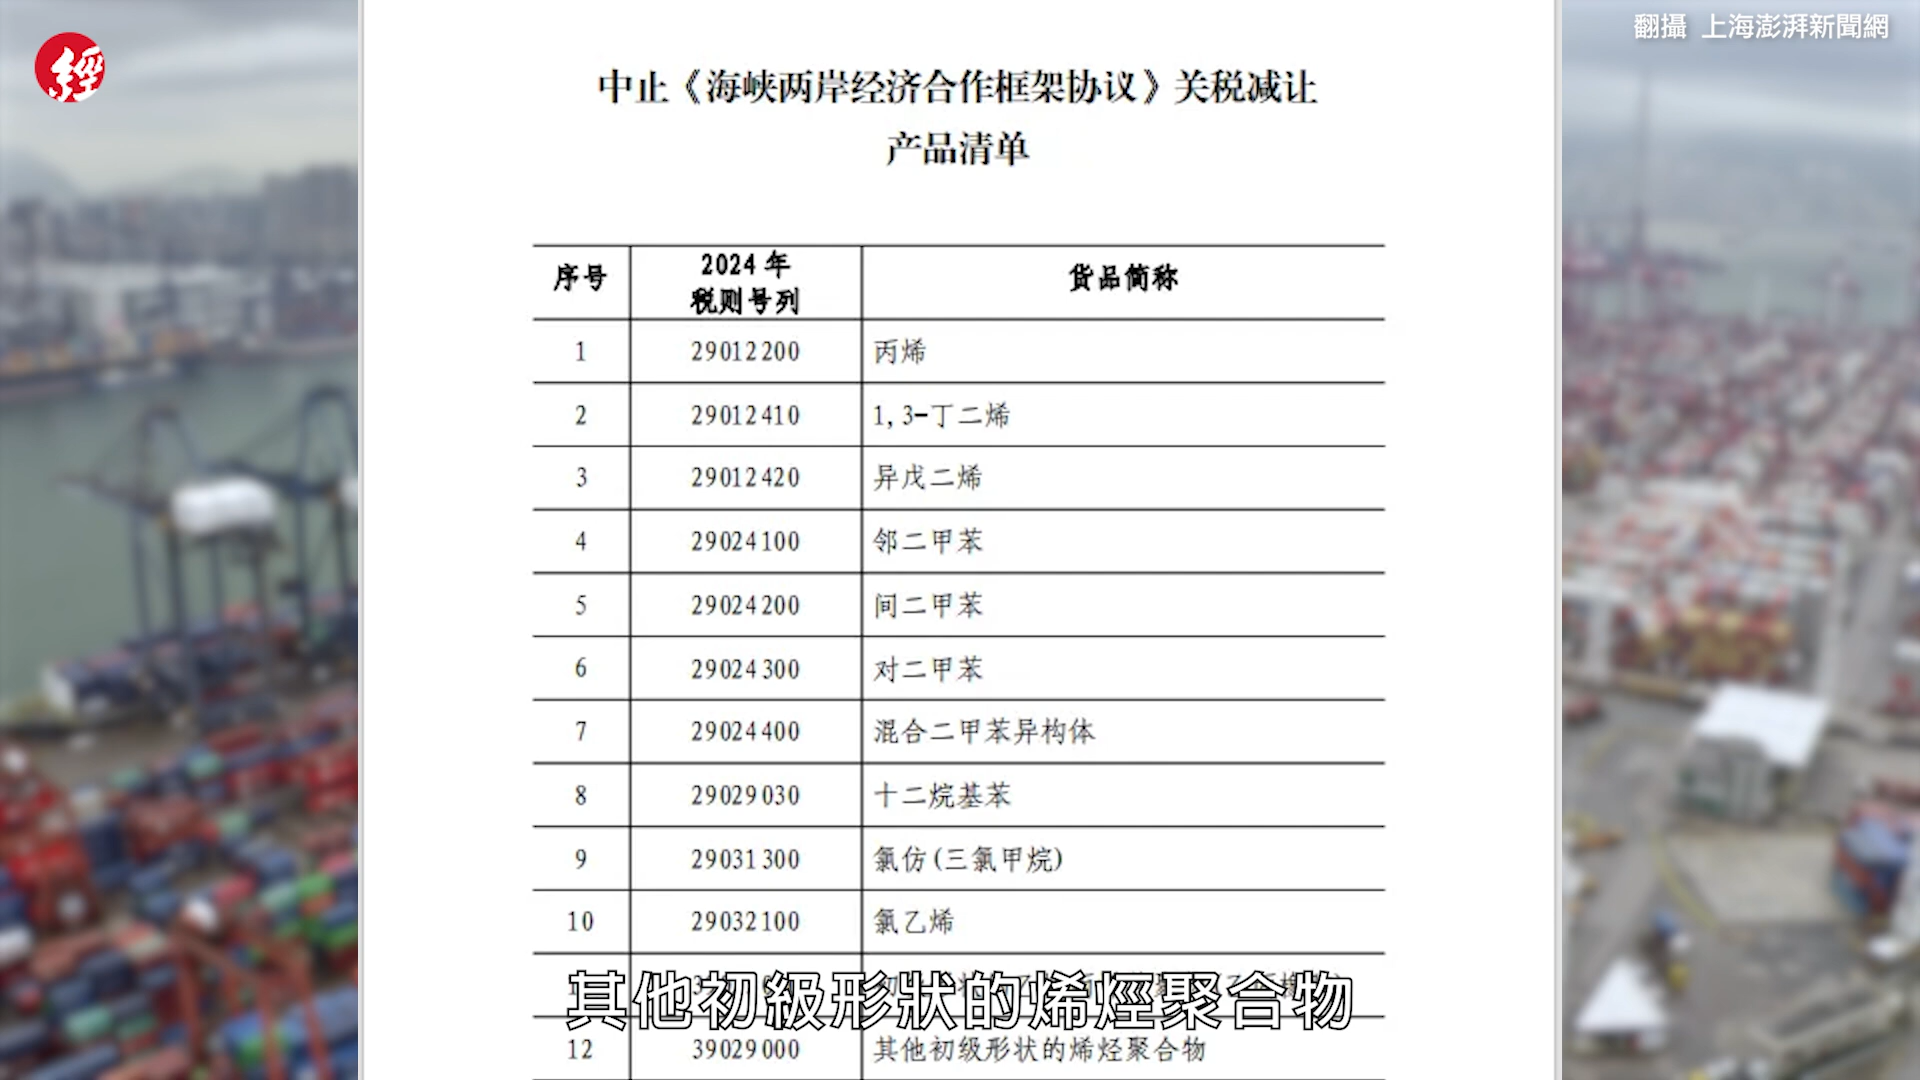 經
翻攝 上海澎湃新聞網
中止《海峡两岸经济合作框架协议》关税减让
产品清单
序号 2024 年 税则号列 货品简称
1 29012200 丙烯
2 29012410 1,3-丁二烯
3 29012420 异戊二烯
4 29024100 邻二甲苯
5 29024200 间二甲苯
6 29024300 对二甲苯
7 29024400 混合二甲苯异构体
8 29029030 十二烷基苯
9 29031300 氯仿(三氯甲烷)
10 29032100 氯乙烯
其他初級形狀的烯烴聚合物
12 39029000 其他初级形状的烯烃聚合物